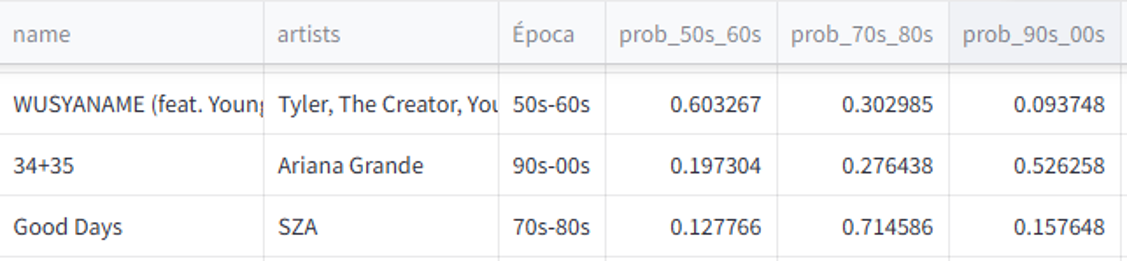 name artists Época prob_50s_60s prob_70s_80s prob_90s_00s
WUSYANAME (feat. Young Tyler, The Creator, You 50s-60s 0.603267 0.302985 0.093748
34+35 Ariana Grande 90s-00s 0.197304 0.276438 0.526258
Good Days SZA 70s-80s 0.127766 0.714586 0.157648